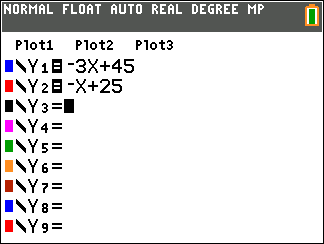 NORMAL FLOAT AUTO REAL DEGREE MP
Plot1 Plot2 Plot3
\Y₁=-3X+45
\Y₂=-X+25
\Y₃=
\Y₄=
\Y₅=
\Y₆=
\Y₇=
\Y₈=
\Y₉=